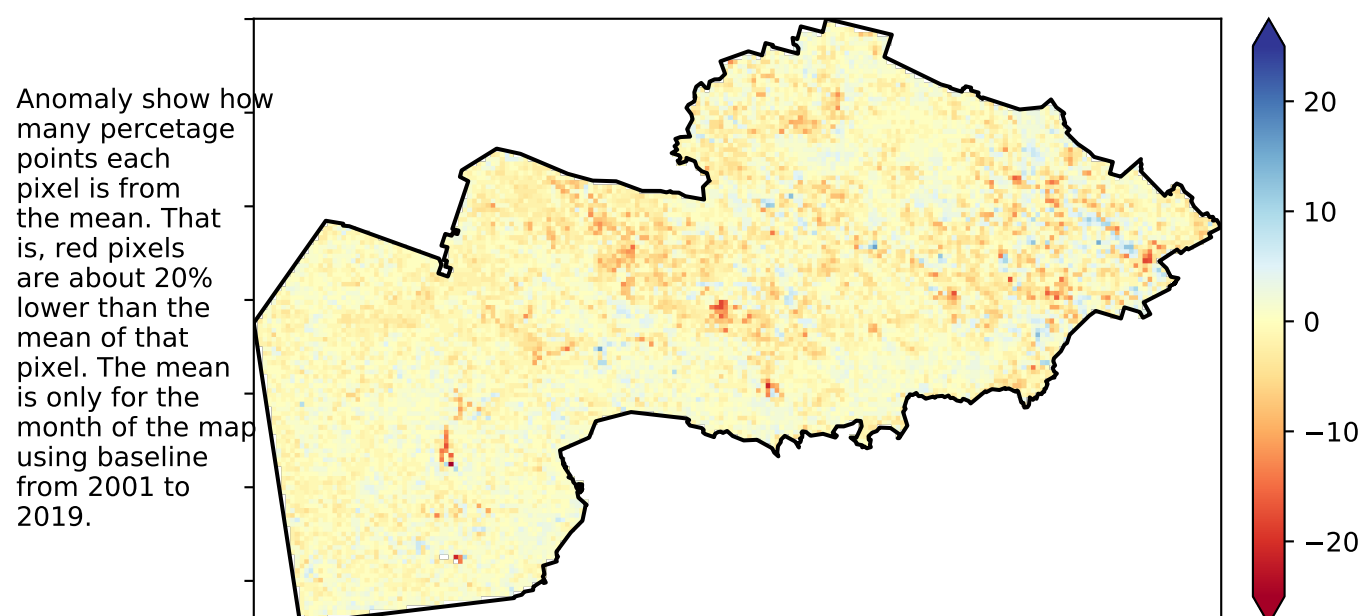 Anomaly show how
many percetage
points each
pixel is from
the mean. That
is, red pixels
are about 20%
lower than the
mean of that
pixel. The mean
is only for the
month of the map
using baseline
from 2001 to
2019.
20
10
0
−10
−20